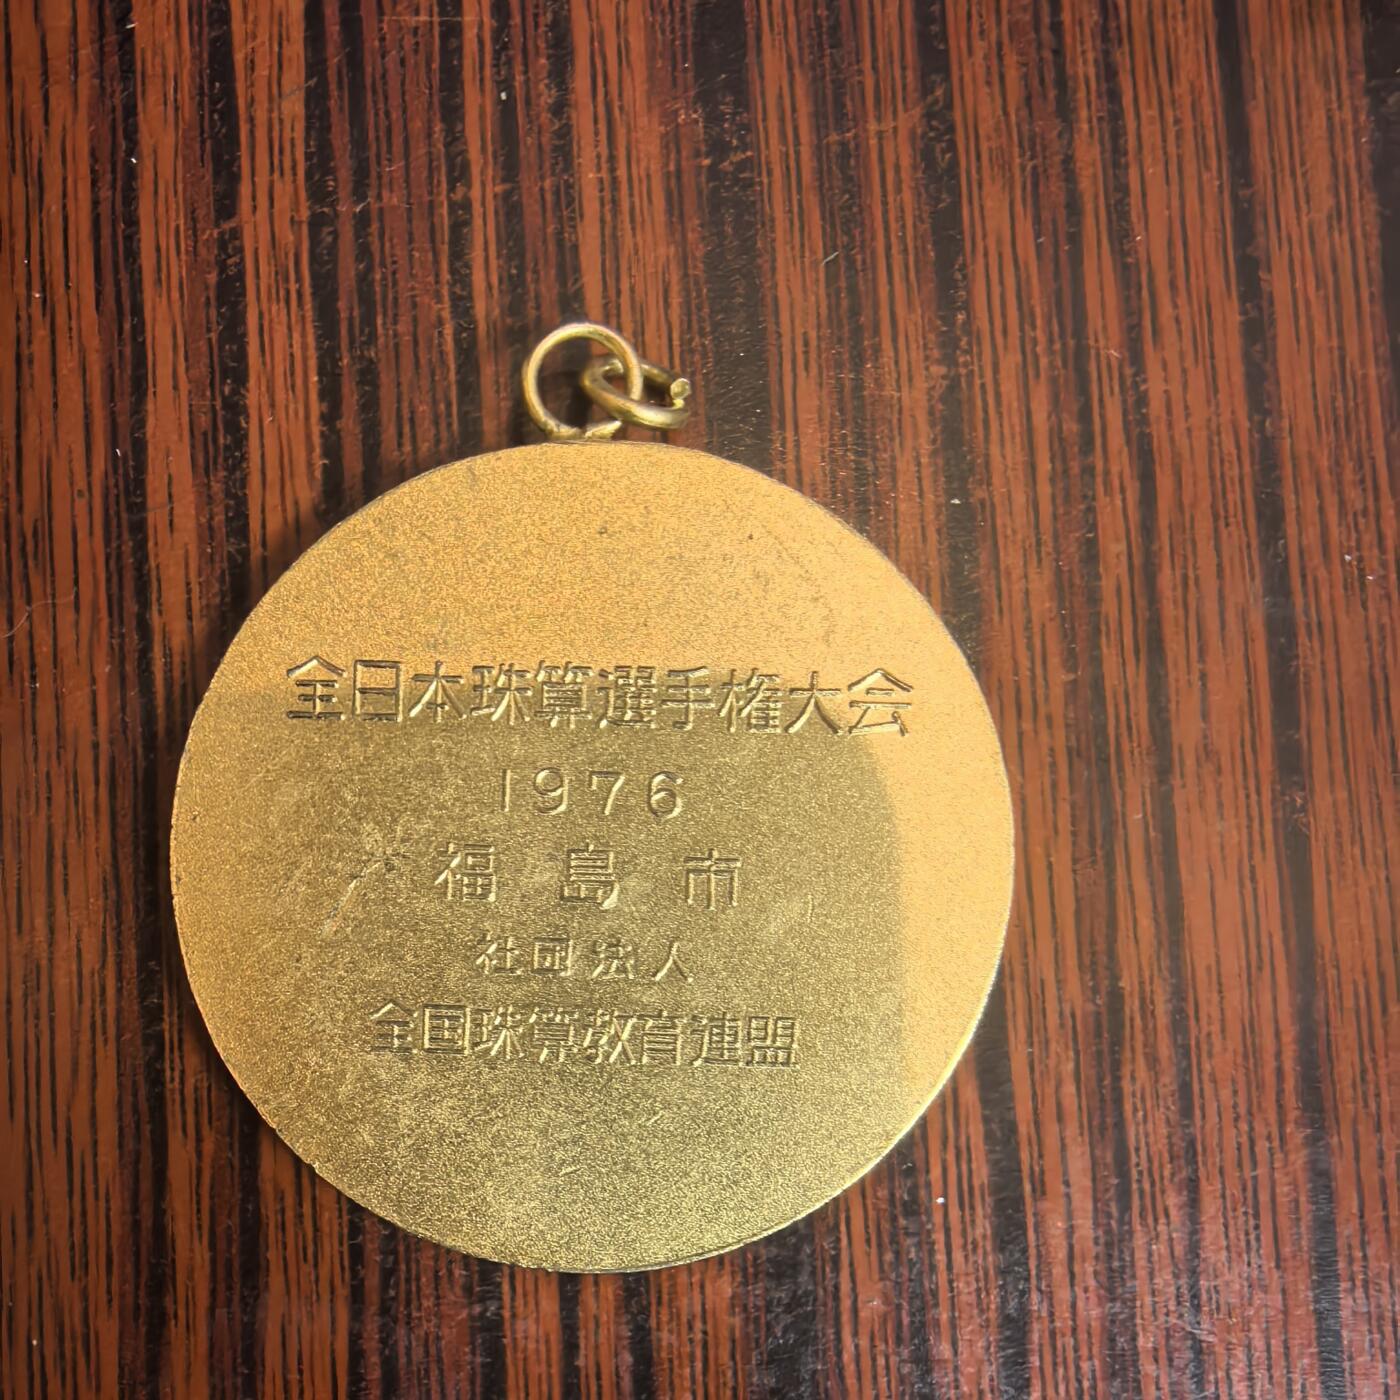 全日本珠算選手権大会
1976
福島市
社団法人
全国珠算教育連盟